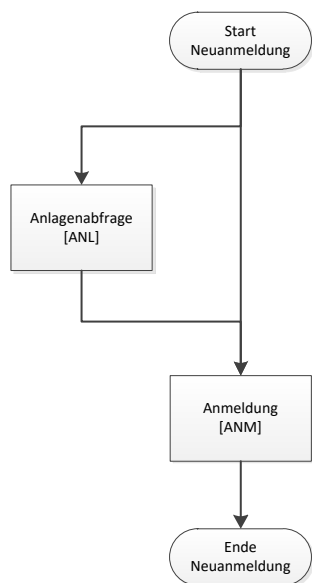 Start
Neuanmeldung
Anlagenabfrage
[ANL]
Anmeldung
[ANM]
Ende
Neuanmeldung